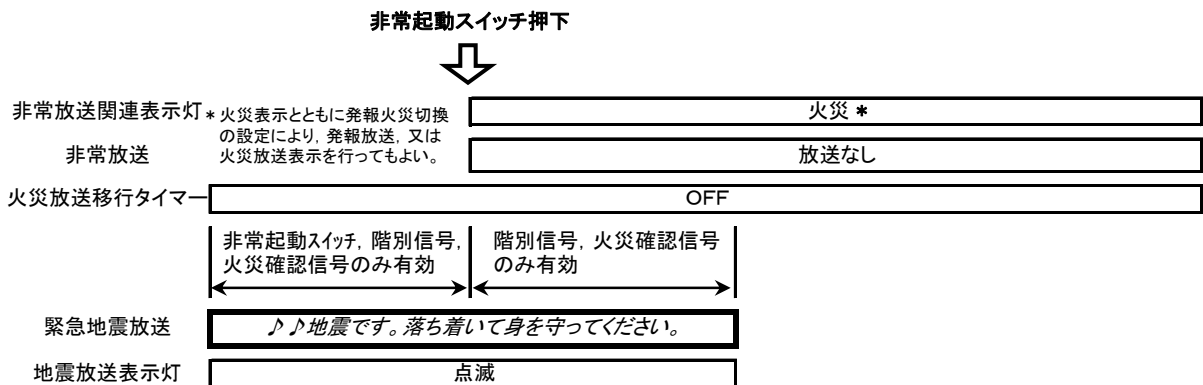 非常起動スイッチ押下
非常放送関連表示灯
* 火災表示とともに発報火災切換
の設定により, 発報放送, 又は
火災放送表示を行ってもよい。
火災 *
非常放送
放送なし
火災放送移行タイマー
OFF
非常起動スイッチ, 階別信号,
火災確認信号のみ有効
階別信号, 火災確認信号
のみ有効
緊急地震放送
♪♪地震です。落ち着いて身を守ってください。
地震放送表示灯
点滅